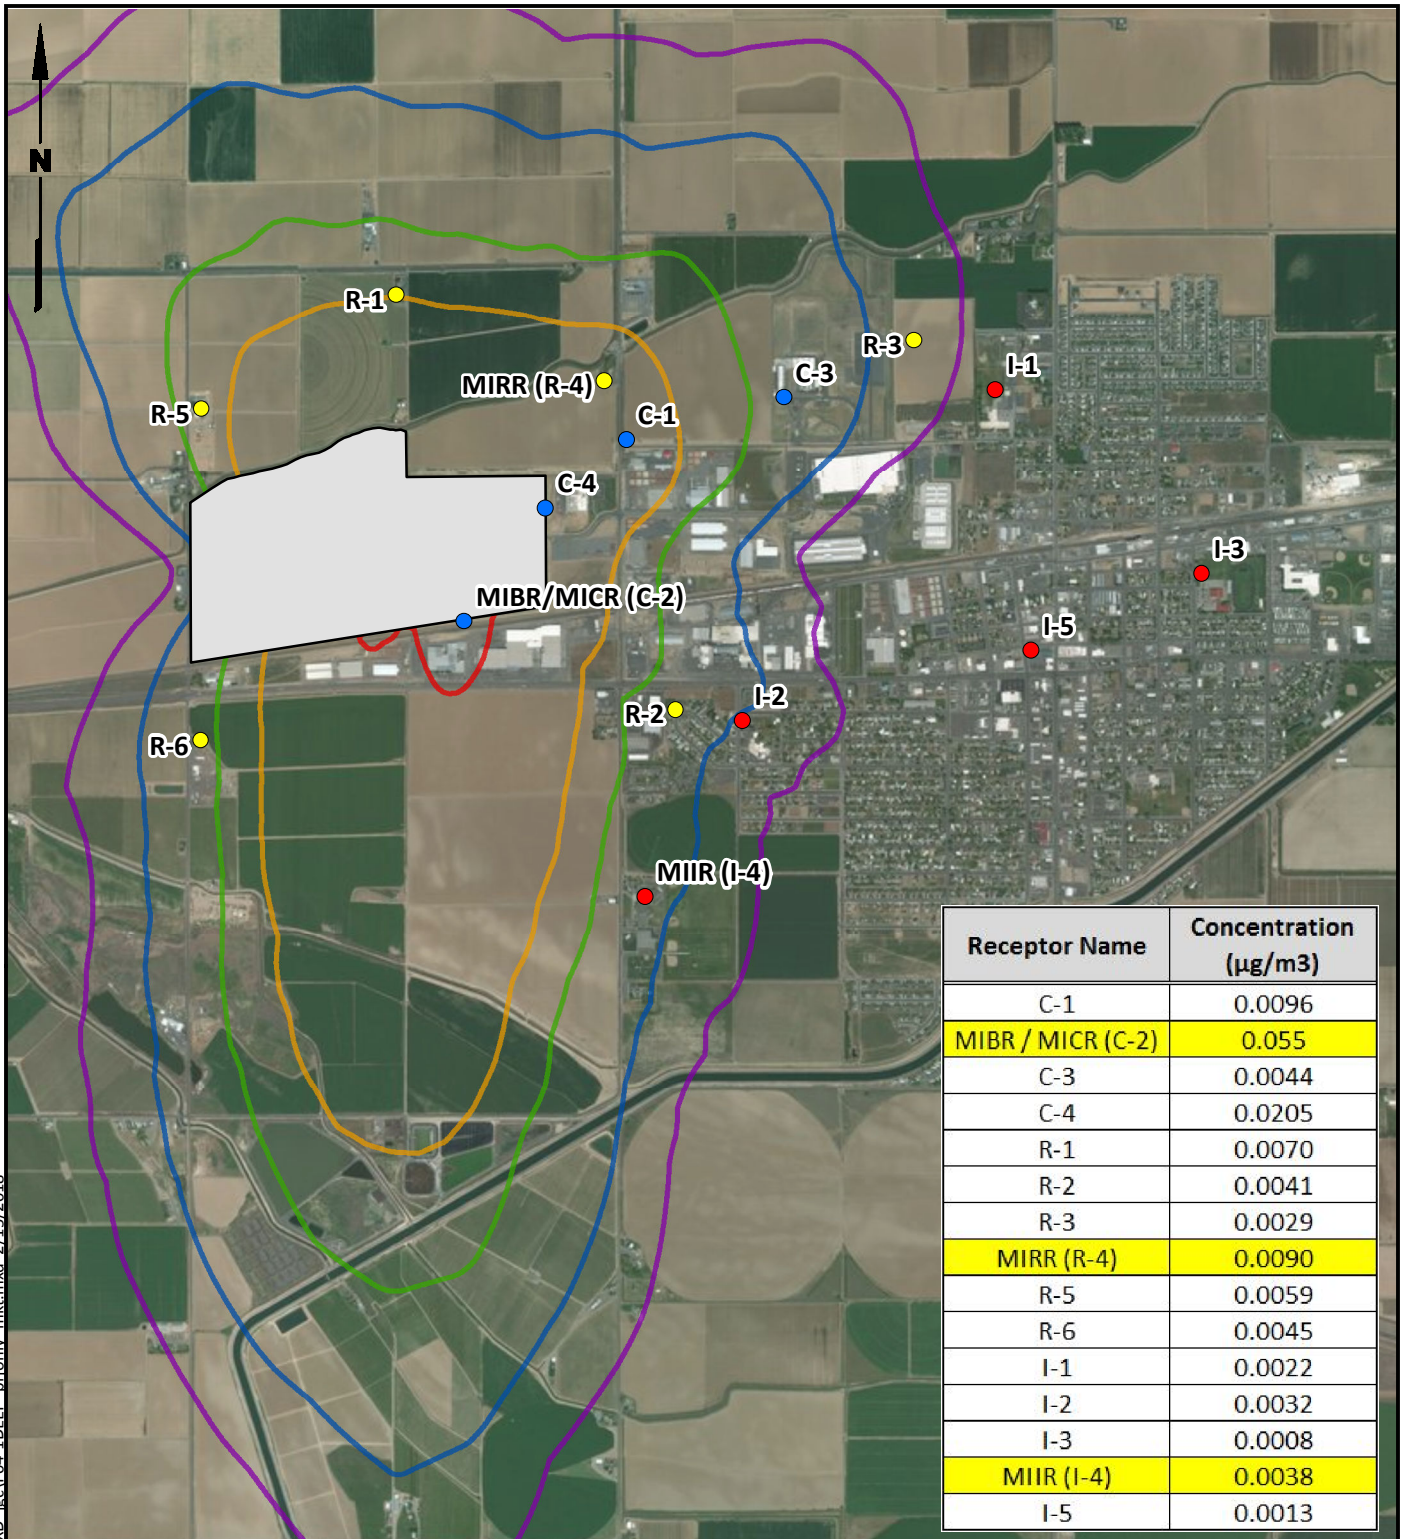 N
R-1
R-3
MIRR (R-4)
C-3
I-1
R-5
C-1
C-4
I-3
MIBR/MICR (C-2)
I-5
I-2
R-2
R-6
MIIR (I-4)
Receptor Name Concentration (µg/m3)
C-1 0.0096
MIBR / MICR (C-2) 0.055
C-3 0.0044
C-4 0.0205
R-1 0.0070
R-2 0.0041
R-3 0.0029
MIRR (R-4) 0.0090
R-5 0.0059
R-6 0.0045
I-1 0.0022
I-2 0.0032
I-3 0.0008
MIIR (I-4) 0.0038
I-5 0.0013